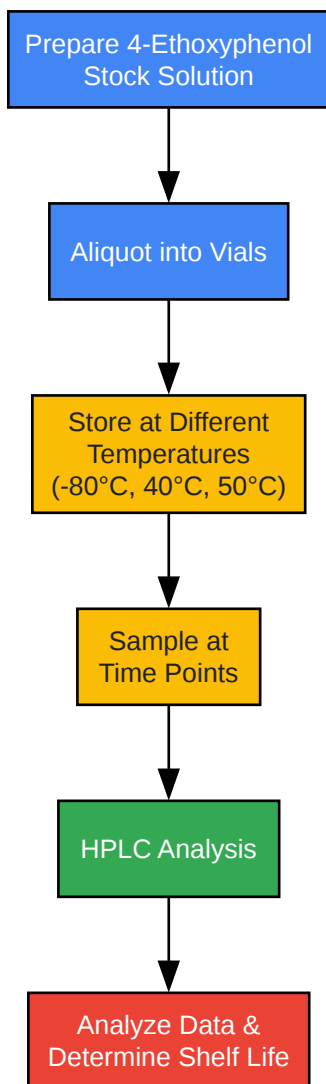 Prepare 4-Ethoxyphenol
Stock Solution
Aliquot into Vials
Store at Different
Temperatures
(-80°C, 40°C, 50°C)
Sample at
Time Points
HPLC Analysis
Analyze Data &
Determine Shelf Life